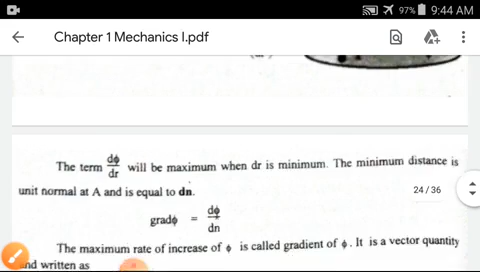 97% 9:44 AM
Chapter 1 Mechanics I.pdf
The term dφ/dr will be maximum when dr is minimum. The minimum distance is
unit normal at A and is equal to dn.
24 / 36
gradφ = dφ/dn
The maximum rate of increase of φ is called gradient of φ. It is a vector quantity
and written as